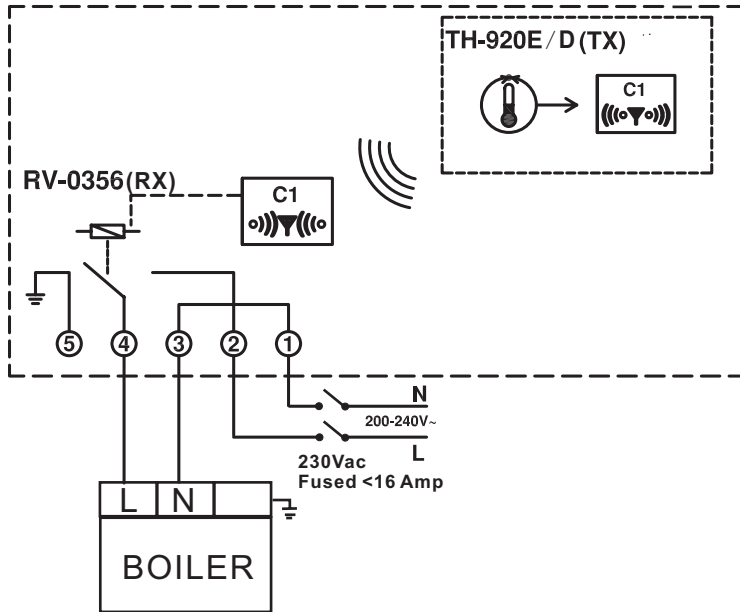 TH-920E/D (TX)
C1
RV-0356(RX)
C1
5 4 3 2 1
N
200-240V~
L
230Vac
Fused <16 Amp
L N
BOILER